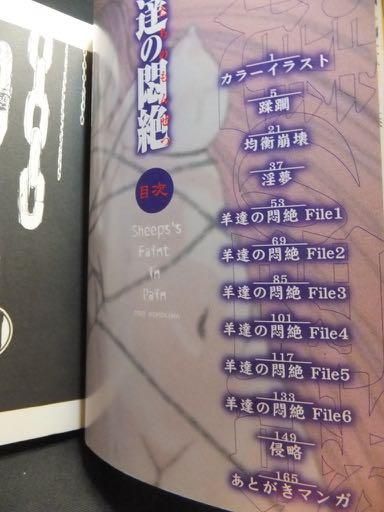 達の悶絶
目次
Sheeps's
Faint
in
Pain
1
カラーイラスト
5
蹂躙
21
均衡崩壊
37
淫夢
53
羊達の悶絶 File1
69
羊達の悶絶 File2
85
羊達の悶絶 File3
101
羊達の悶絶 File4
117
羊達の悶絶 File5
133
羊達の悶絶 File6
149
侵略
165
あとがきマンガ